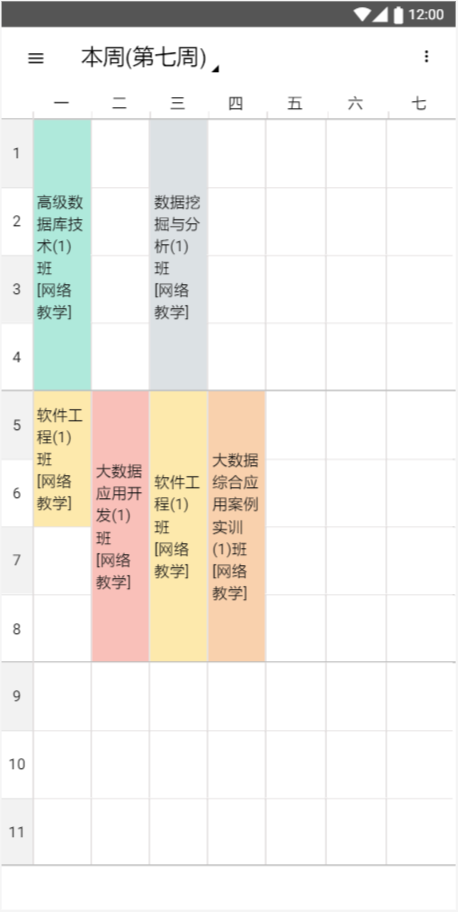 12:00
本周(第七周)
一 二 三 四 五 六 七
1
2
3
4
5
6
7
8
9
10
11
高级数
据库技
术(1)
班
[网络
教学]
数据挖
掘与分
析(1)
班
[网络
教学]
软件工
程(1)
班
[网络
教学]
大数据
应用开
发(1)
班
[网络
教学]
软件工
程(1)
班
[网络
教学]
大数据
综合应
用案例
实训
(1)班
[网络
教学]